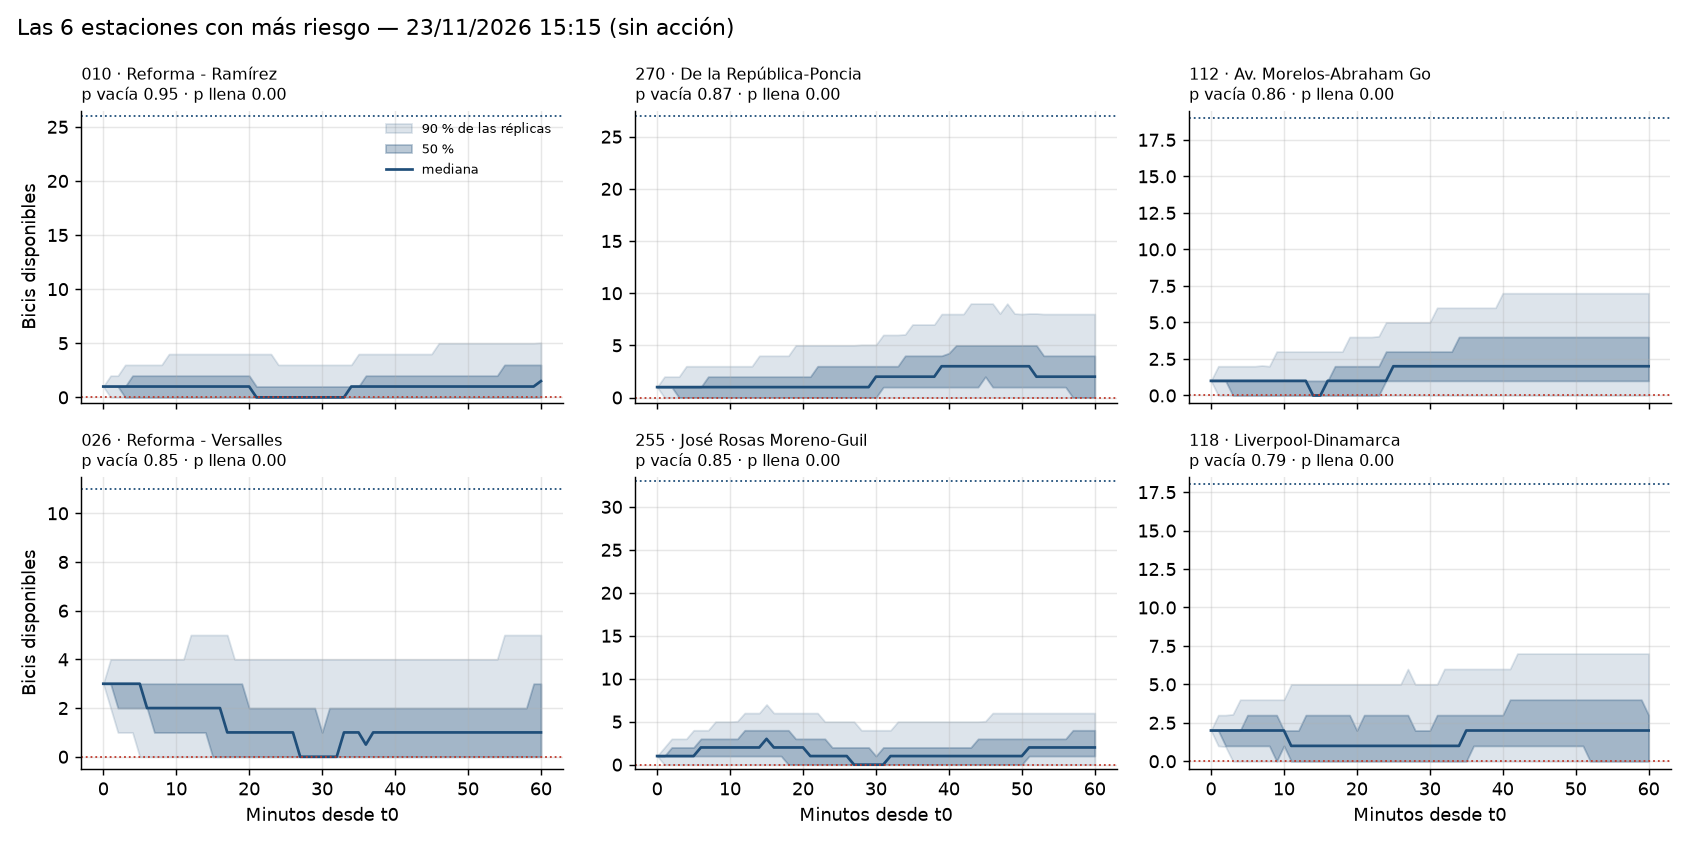 Las 6 estaciones con más riesgo — 23/11/2026 15:15 (sin acción)
010 · Reforma - Ramírez
p vacía 0.95 · p llena 0.00
270 · De la República-Poncia
p vacía 0.87 · p llena 0.00
112 · Av. Morelos-Abraham Go
p vacía 0.86 · p llena 0.00
Bicis disponibles
25
20
15
10
5
0
90 % de las réplicas
50 %
mediana
25
20
15
10
5
0
17.5
15.0
12.5
10.0
7.5
5.0
2.5
0.0
026 · Reforma - Versalles
p vacía 0.85 · p llena 0.00
255 · José Rosas Moreno-Guil
p vacía 0.85 · p llena 0.00
118 · Liverpool-Dinamarca
p vacía 0.79 · p llena 0.00
Bicis disponibles
10
8
6
4
2
0
0 10 20 30 40 50 60
Minutos desde t0
30
25
20
15
10
5
0
0 10 20 30 40 50 60
Minutos desde t0
17.5
15.0
12.5
10.0
7.5
5.0
2.5
0.0
0 10 20 30 40 50 60
Minutos desde t0